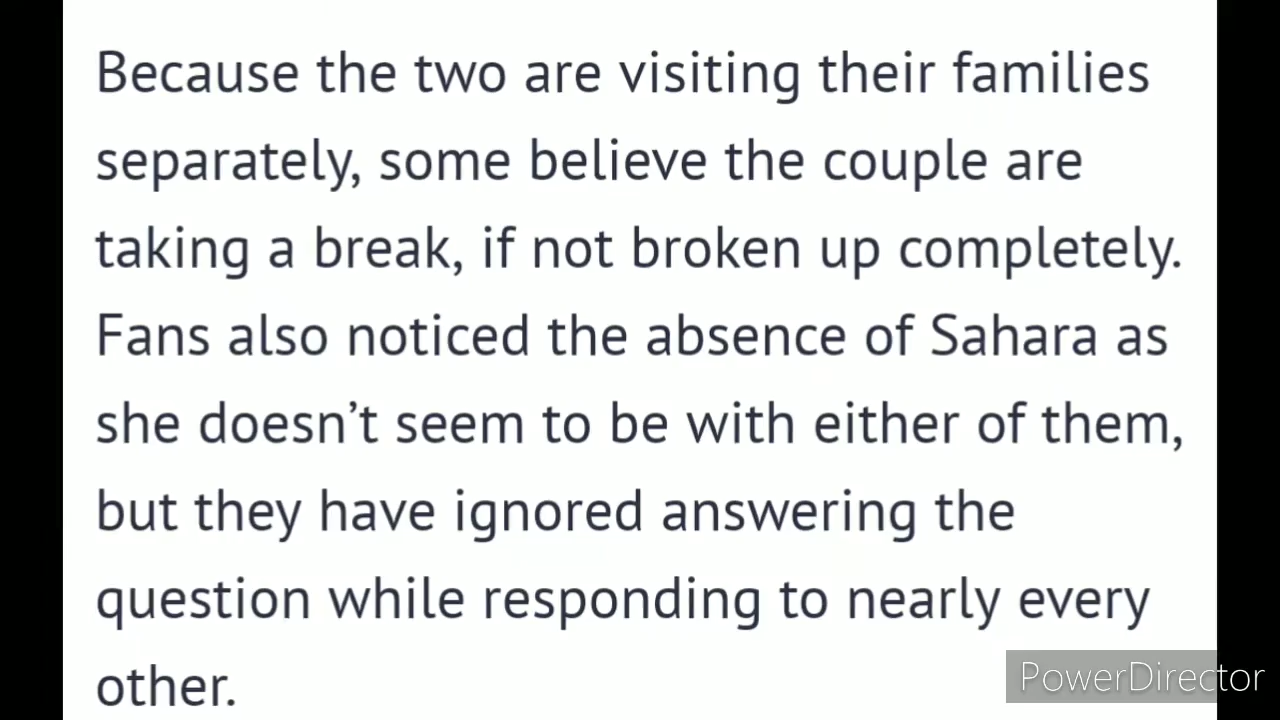 Because the two are visiting their families
separately, some believe the couple are
taking a break, if not broken up completely.
Fans also noticed the absence of Sahara as
she doesn’t seem to be with either of them,
but they have ignored answering the
question while responding to nearly every
other.
PowerDirector